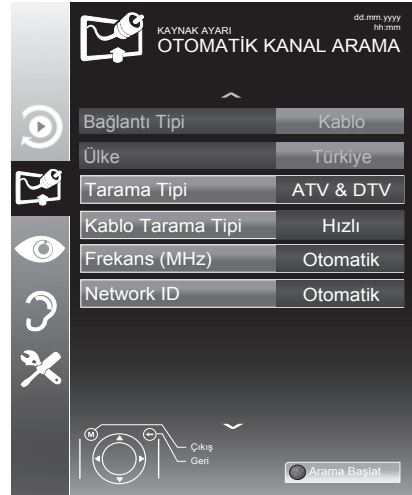 dd.mm.yyyy
hh:mm
KAYNAK AYARI
OTOMATİK KANAL ARAMA
Bağlantı Tipi Kablo
Ülke Türkiye
Tarama Tipi ATV & DTV
Kablo Tarama Tipi Hızlı
Frekans (MHz) Otomatik
Network ID Otomatik
M
Çıkış
Geri
Arama Başlat